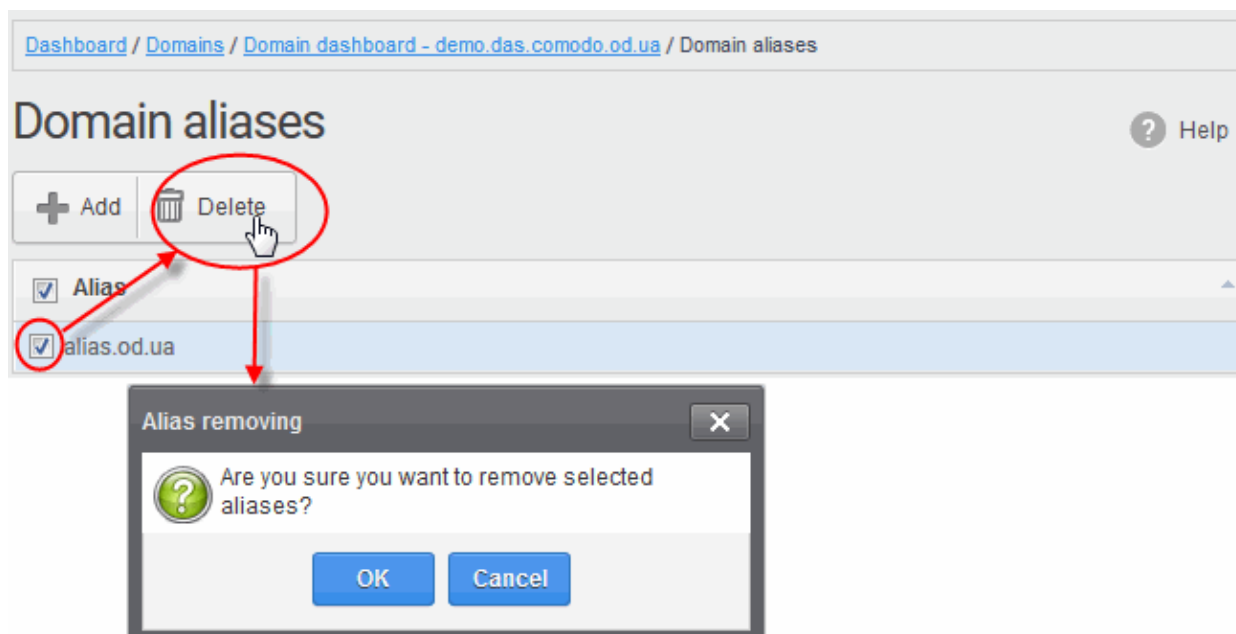 Dashboard / Domains / Domain dashboard - demo.das.comodo.od.ua / Domain aliases
Domain aliases
? Help
Add
Delete
Alias
alias.od.ua
Alias removing
Are you sure you want to remove selected
aliases?
OK
Cancel